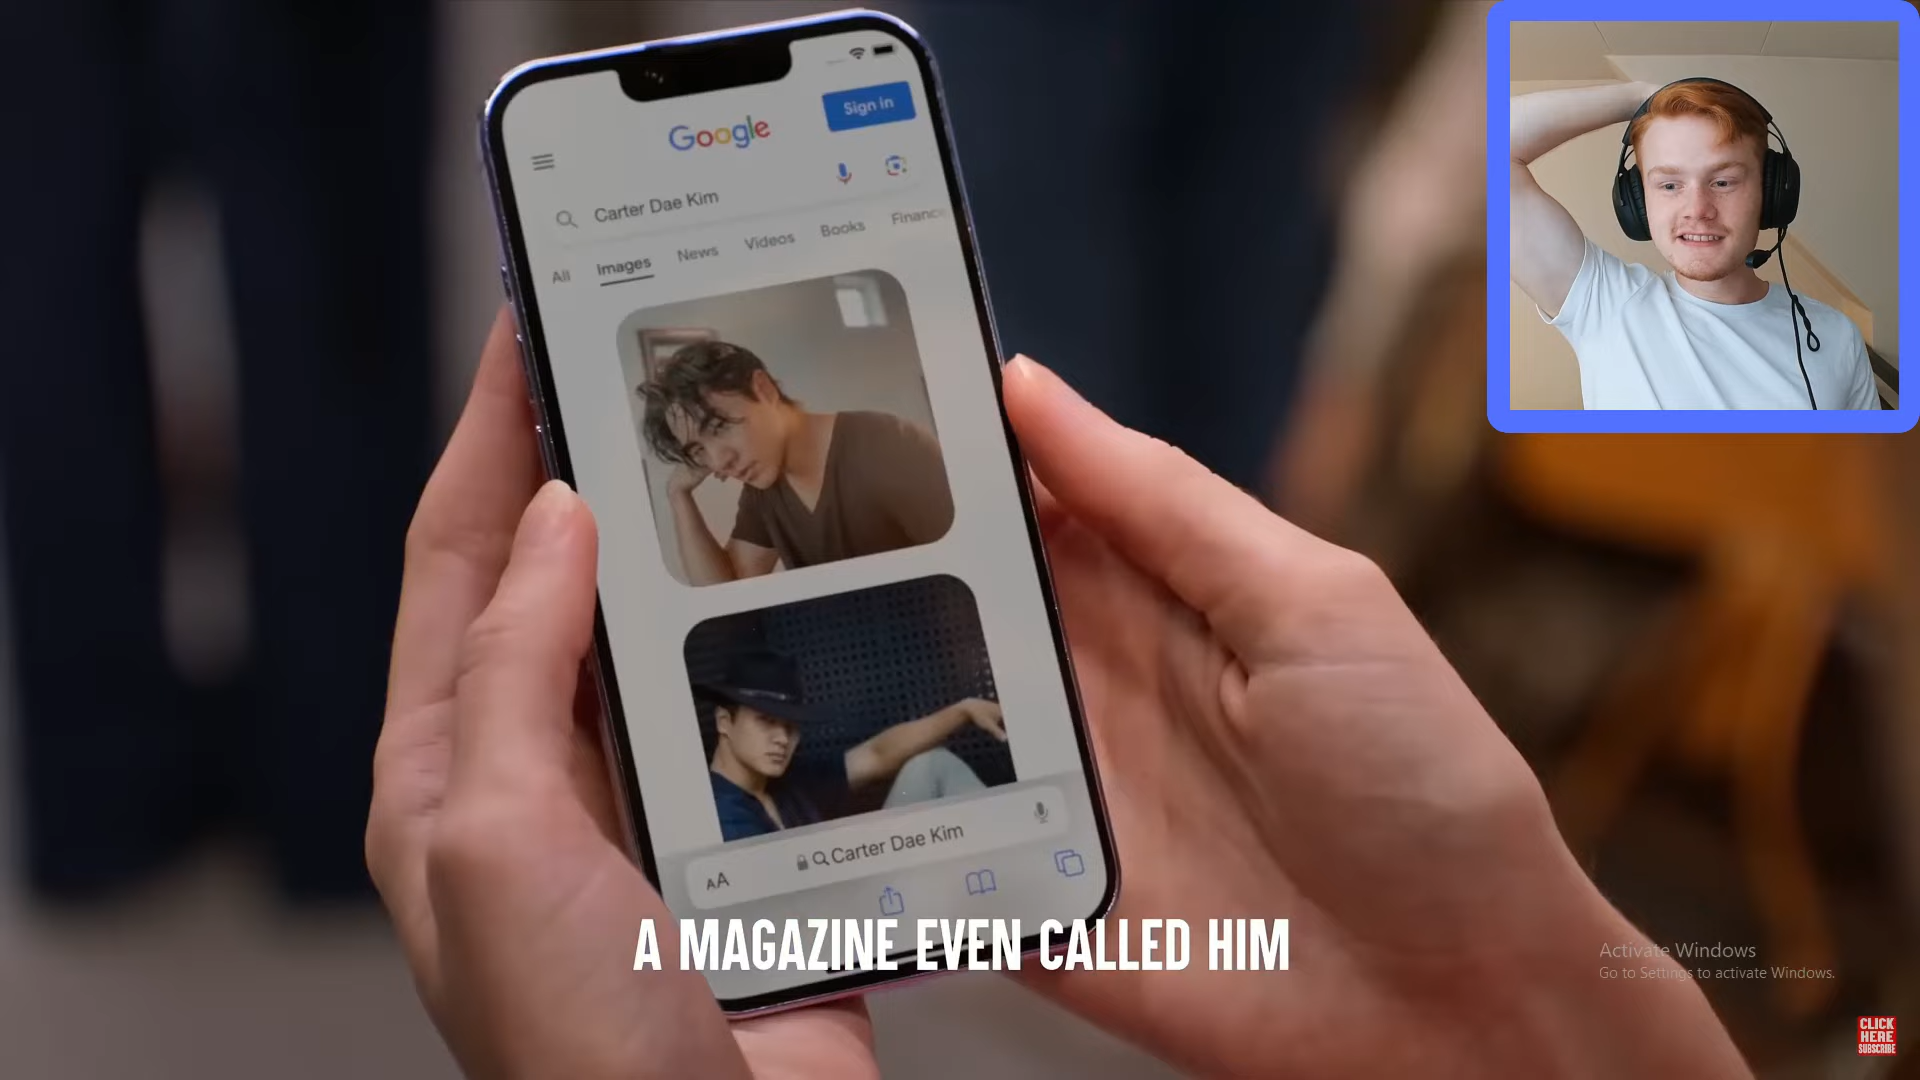 Google
Sign in
Carter Dae Kim
All Images News Videos Books Finance
AA Carter Dae Kim
A MAGAZINE EVEN CALLED HIM
Activate Windows
Go to Settings to activate Windows.
CLICK
HERE
SUBSCRIBE